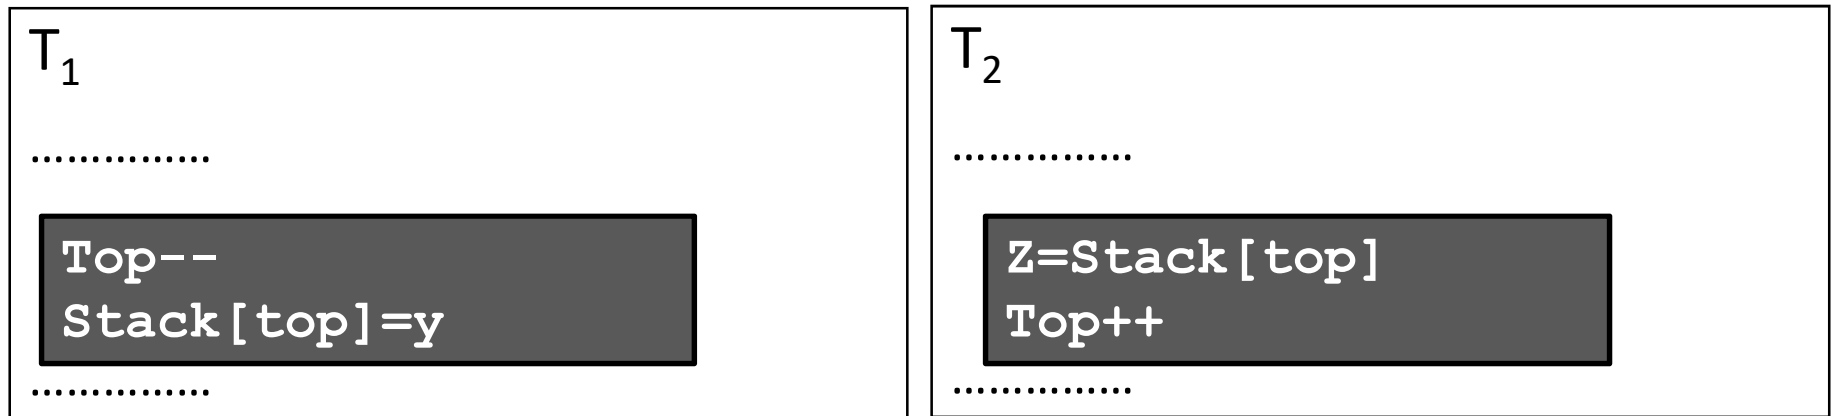 T1
……………
Top--
Stack[top]=y
……………
T2
……………
Z=Stack[top]
Top++
……………